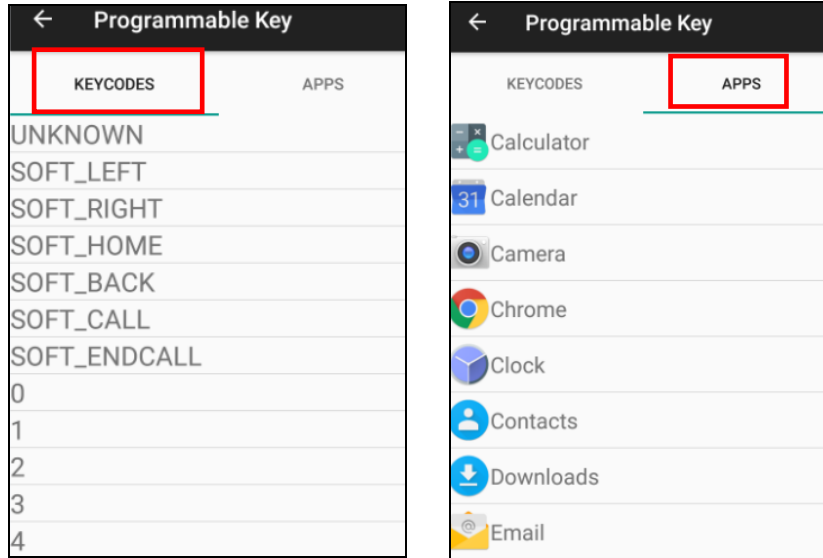 ← Programmable Key
KEYCODES APPS
UNKNOWN
SOFT_LEFT
SOFT_RIGHT
SOFT_HOME
SOFT_BACK
SOFT_CALL
SOFT_ENDCALL
0
1
2
3
4
← Programmable Key
KEYCODES APPS
Calculator
31 Calendar
Camera
Chrome
Clock
Contacts
Downloads
@ Email